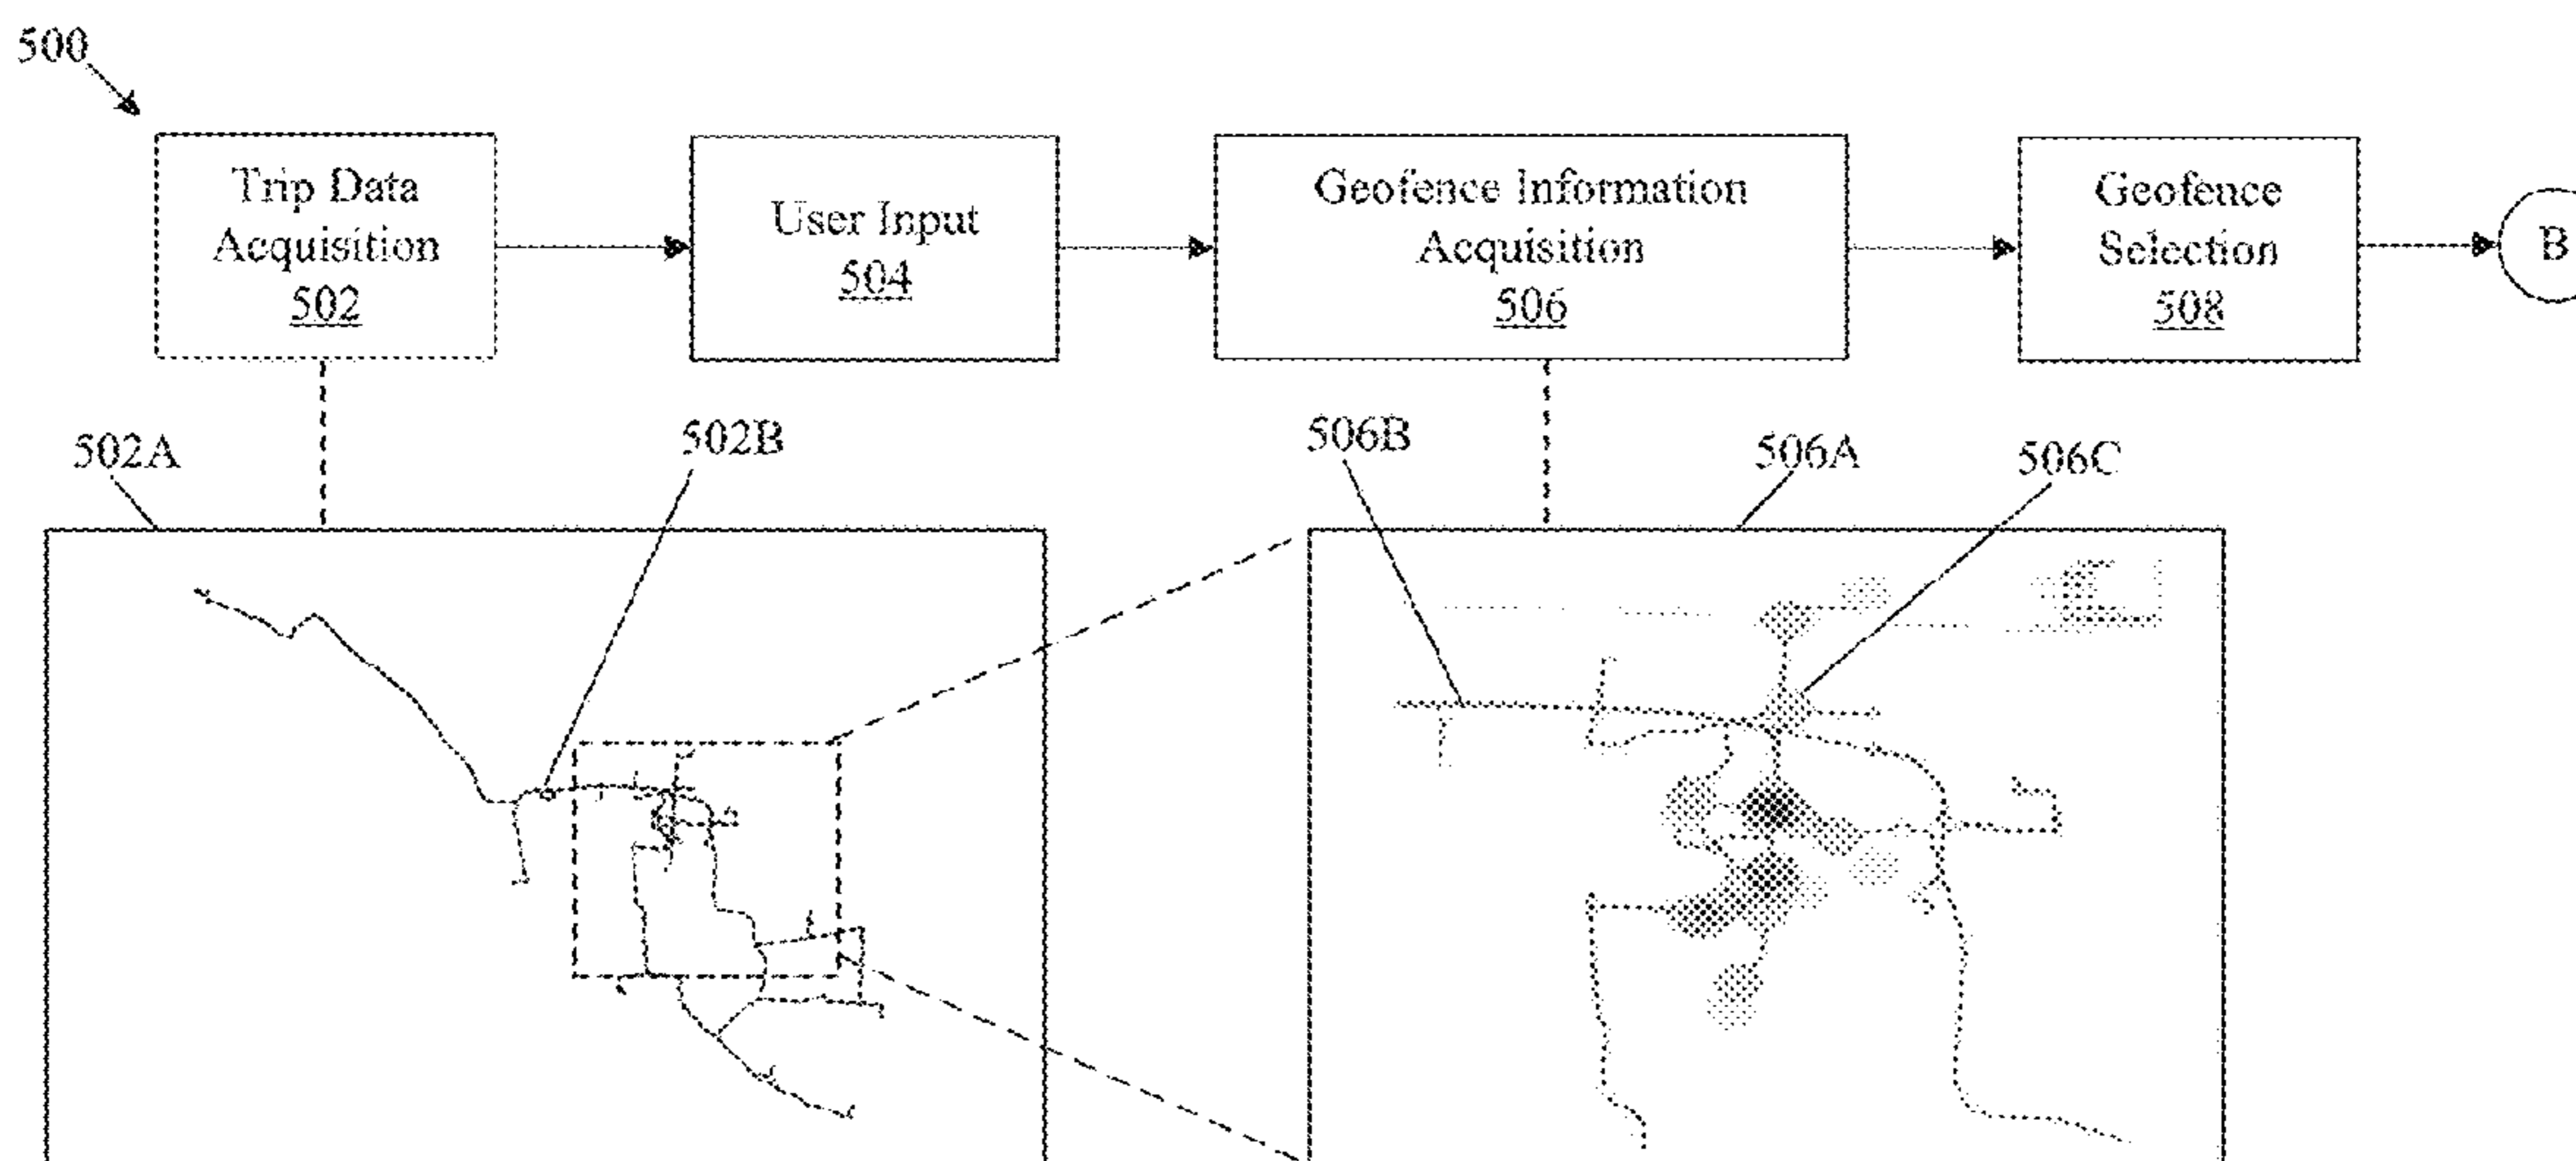 500
Trip Data
Acquisition
502
User Input
504
Geofence Information
Acquisition
506
Geofence
Selection
508
B
502A
502B
506B
506A
506C